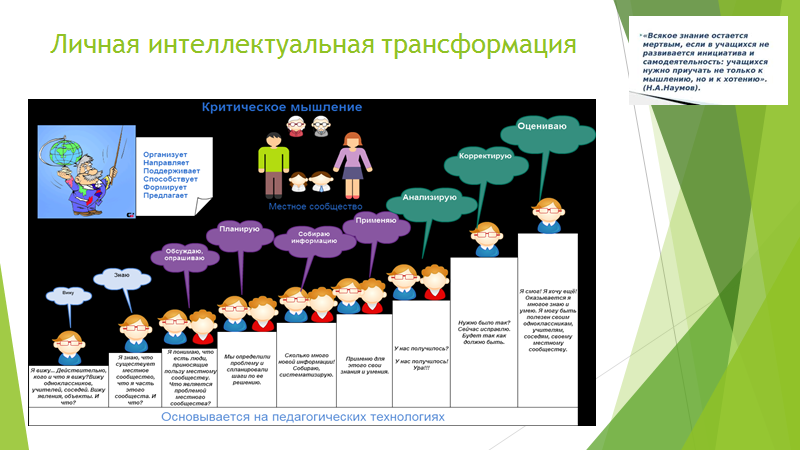 Личная интеллектуальная трансформация
«Всякое знание остается
мертвым, если в учащихся не
развивается инициатива и
самодеятельность: учащихся
нужно приучать не только к
мышлению, но и к хотению».
(Н.А.Наумов).
Критическое мышление
Организует
Направляет
Поддерживает
Способствует
Формирует
Предлагает
Местное сообщество
Вижу
Знаю
Обсуждаю,
опрашиваю
Планирую
Собираю
информацию
Применяю
Анализирую
Корректирую
Оцениваю
Я вижу... Действительно,
кого и что я вижу?Вижу
одноклассников,
учителей, соседей. Вижу
явления, объекты. И
что?
Я знаю, что
существует
местное
сообщество,
что я часть
этого
сообщества. И
что?
Я понимаю, что
есть люди,
приносящие
пользу местному
сообществу.
Что является
проблемой
местного
сообщества?
Мы определили
проблему и
спланировали
шаги по ее
решению.
Сколько много
новой информации!
Собираю,
систематизирую.
Применю для
этого свои
знания и умения.
У нас получилось?
У нас получилось!
Ура!!!
Нужно было так?
Сейчас исправлю.
Будет так как
должно быть.
Я смог! Я хочу ещё!
Оказывается я
многое знаю и
умею. Я могу быть
полезен своим
одноклассникам,
учителям,
соседям, своему
местному
сообществу.
Основывается на педагогических технологиях